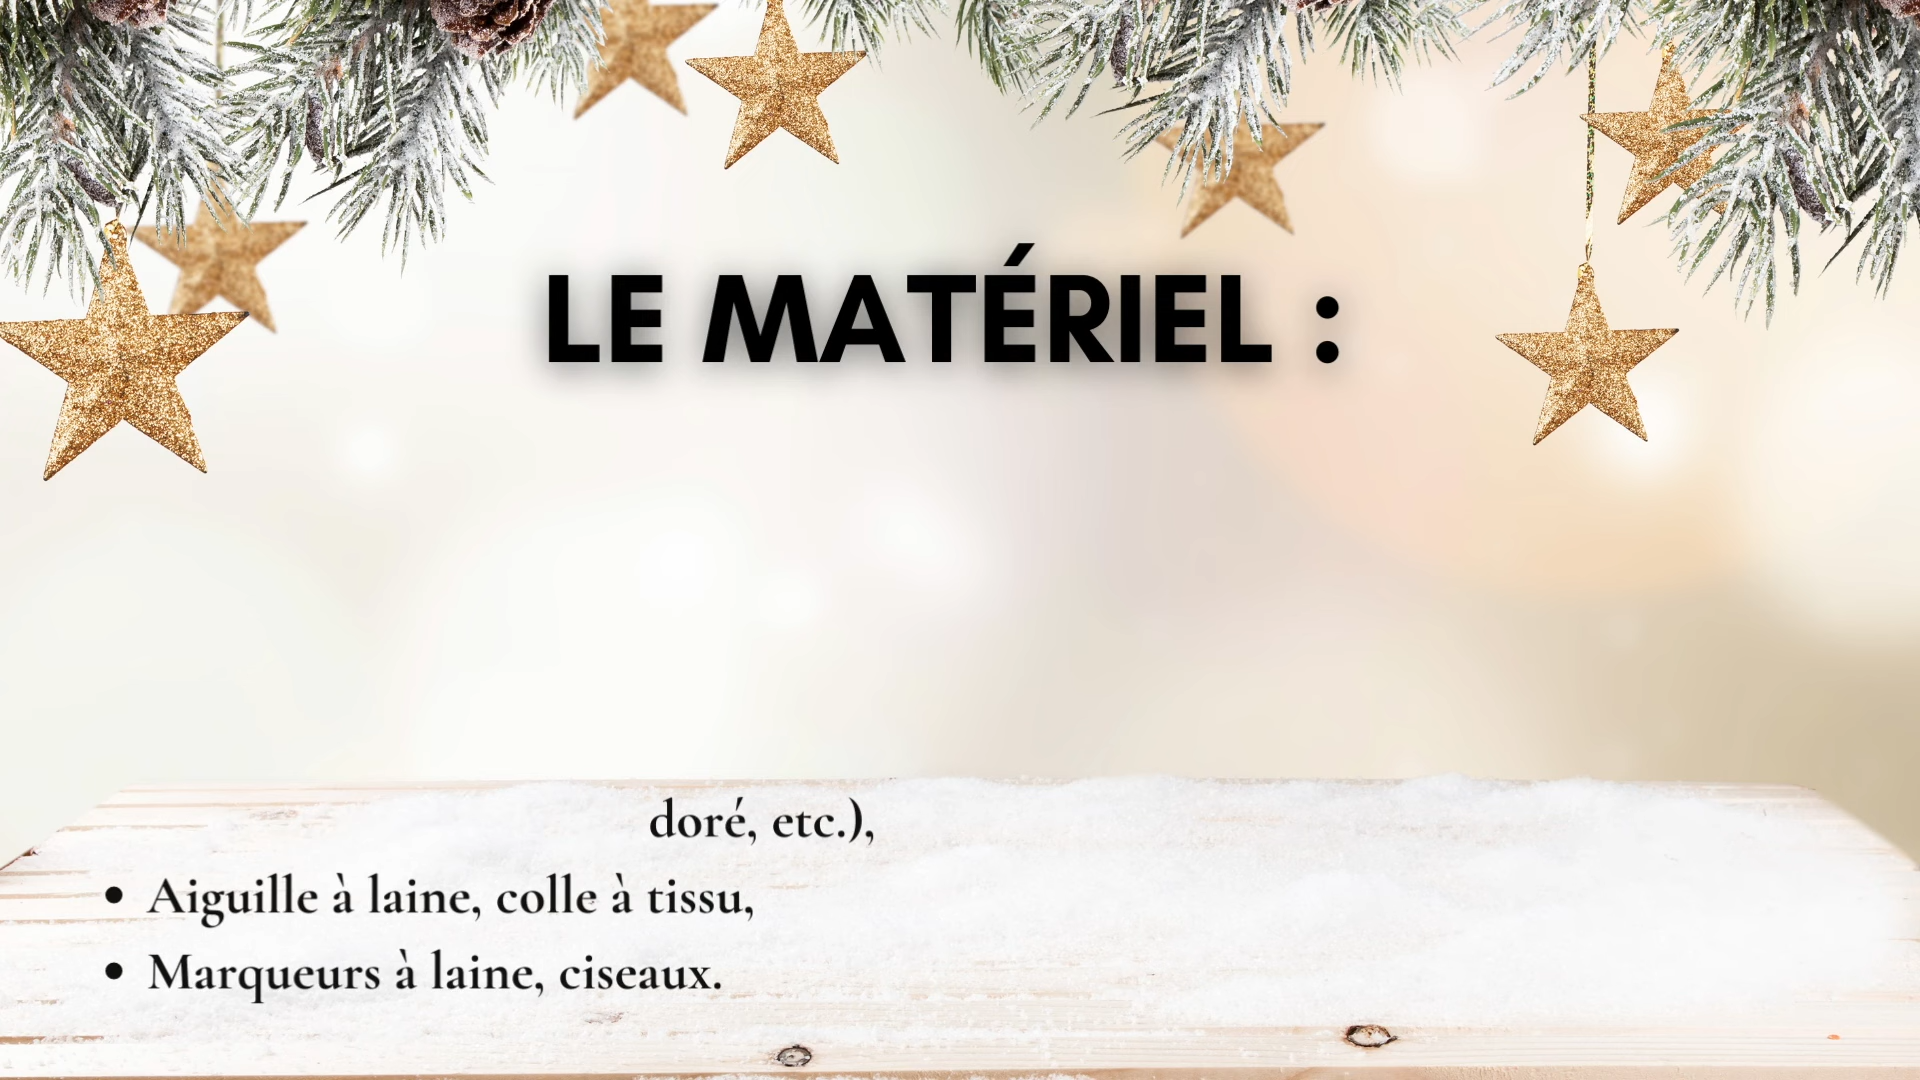 LE MATÉRIEL :
doré, etc.),
• Aiguille à laine, colle à tissu,
• Marqueurs à laine, ciseaux.